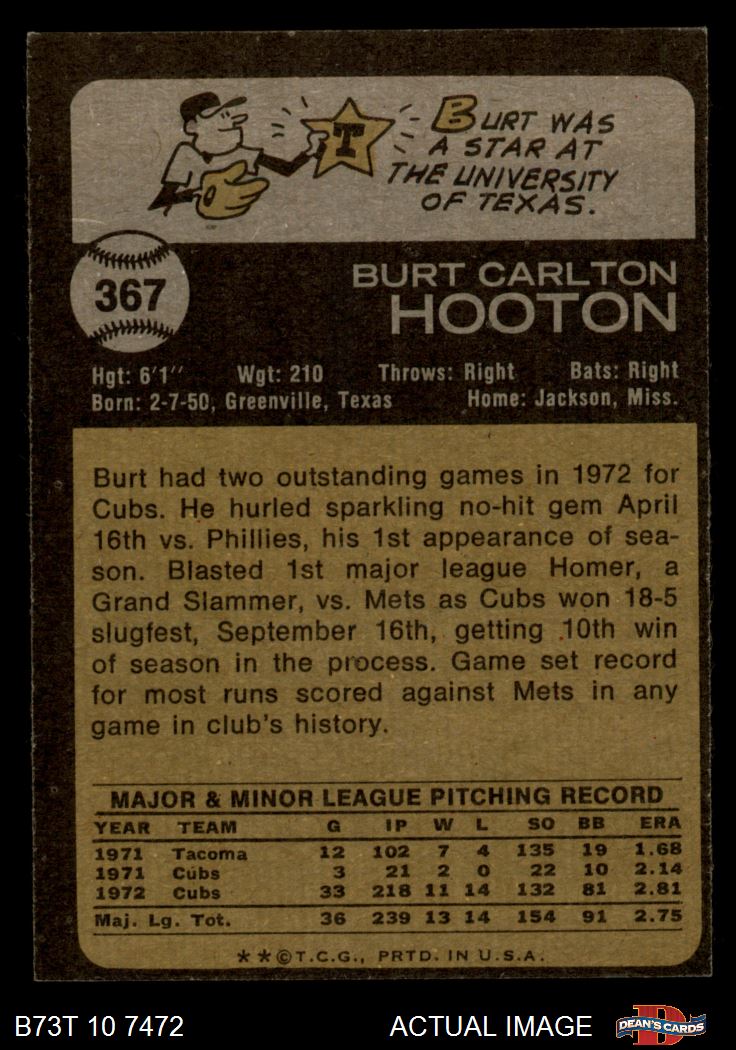 BURT WAS
A STAR AT
THE UNIVERSITY
OF TEXAS.
T
367
BURT CARLTON
HOOTON
Hgt: 6'1" Wgt: 210 Throws: Right Bats: Right
Born: 2-7-50, Greenville, Texas Home: Jackson, Miss.
Burt had two outstanding games in 1972 for
Cubs. He hurled sparkling no-hit gem April
16th vs. Phillies, his 1st appearance of sea-
son. Blasted 1st major league Homer, a
Grand Slammer, vs. Mets as Cubs won 18-5
slugfest, September 16th, getting 10th win
of season in the process. Game set record
for most runs scored against Mets in any
game in club's history.
MAJOR & MINOR LEAGUE PITCHING RECORD
YEAR TEAM G IP W L SO BB ERA
1971 Tacoma 12 102 7 4 135 19 1.68
1971 Cubs 3 21 2 0 22 10 2.14
1972 Cubs 33 218 11 14 132 81 2.81
Maj. Lg. Tot. 36 239 13 14 154 91 2.75
**©T.C.G., PRTD. IN U.S.A.
B73T 10 7472 ACTUAL IMAGE D DEAN'S CARDS